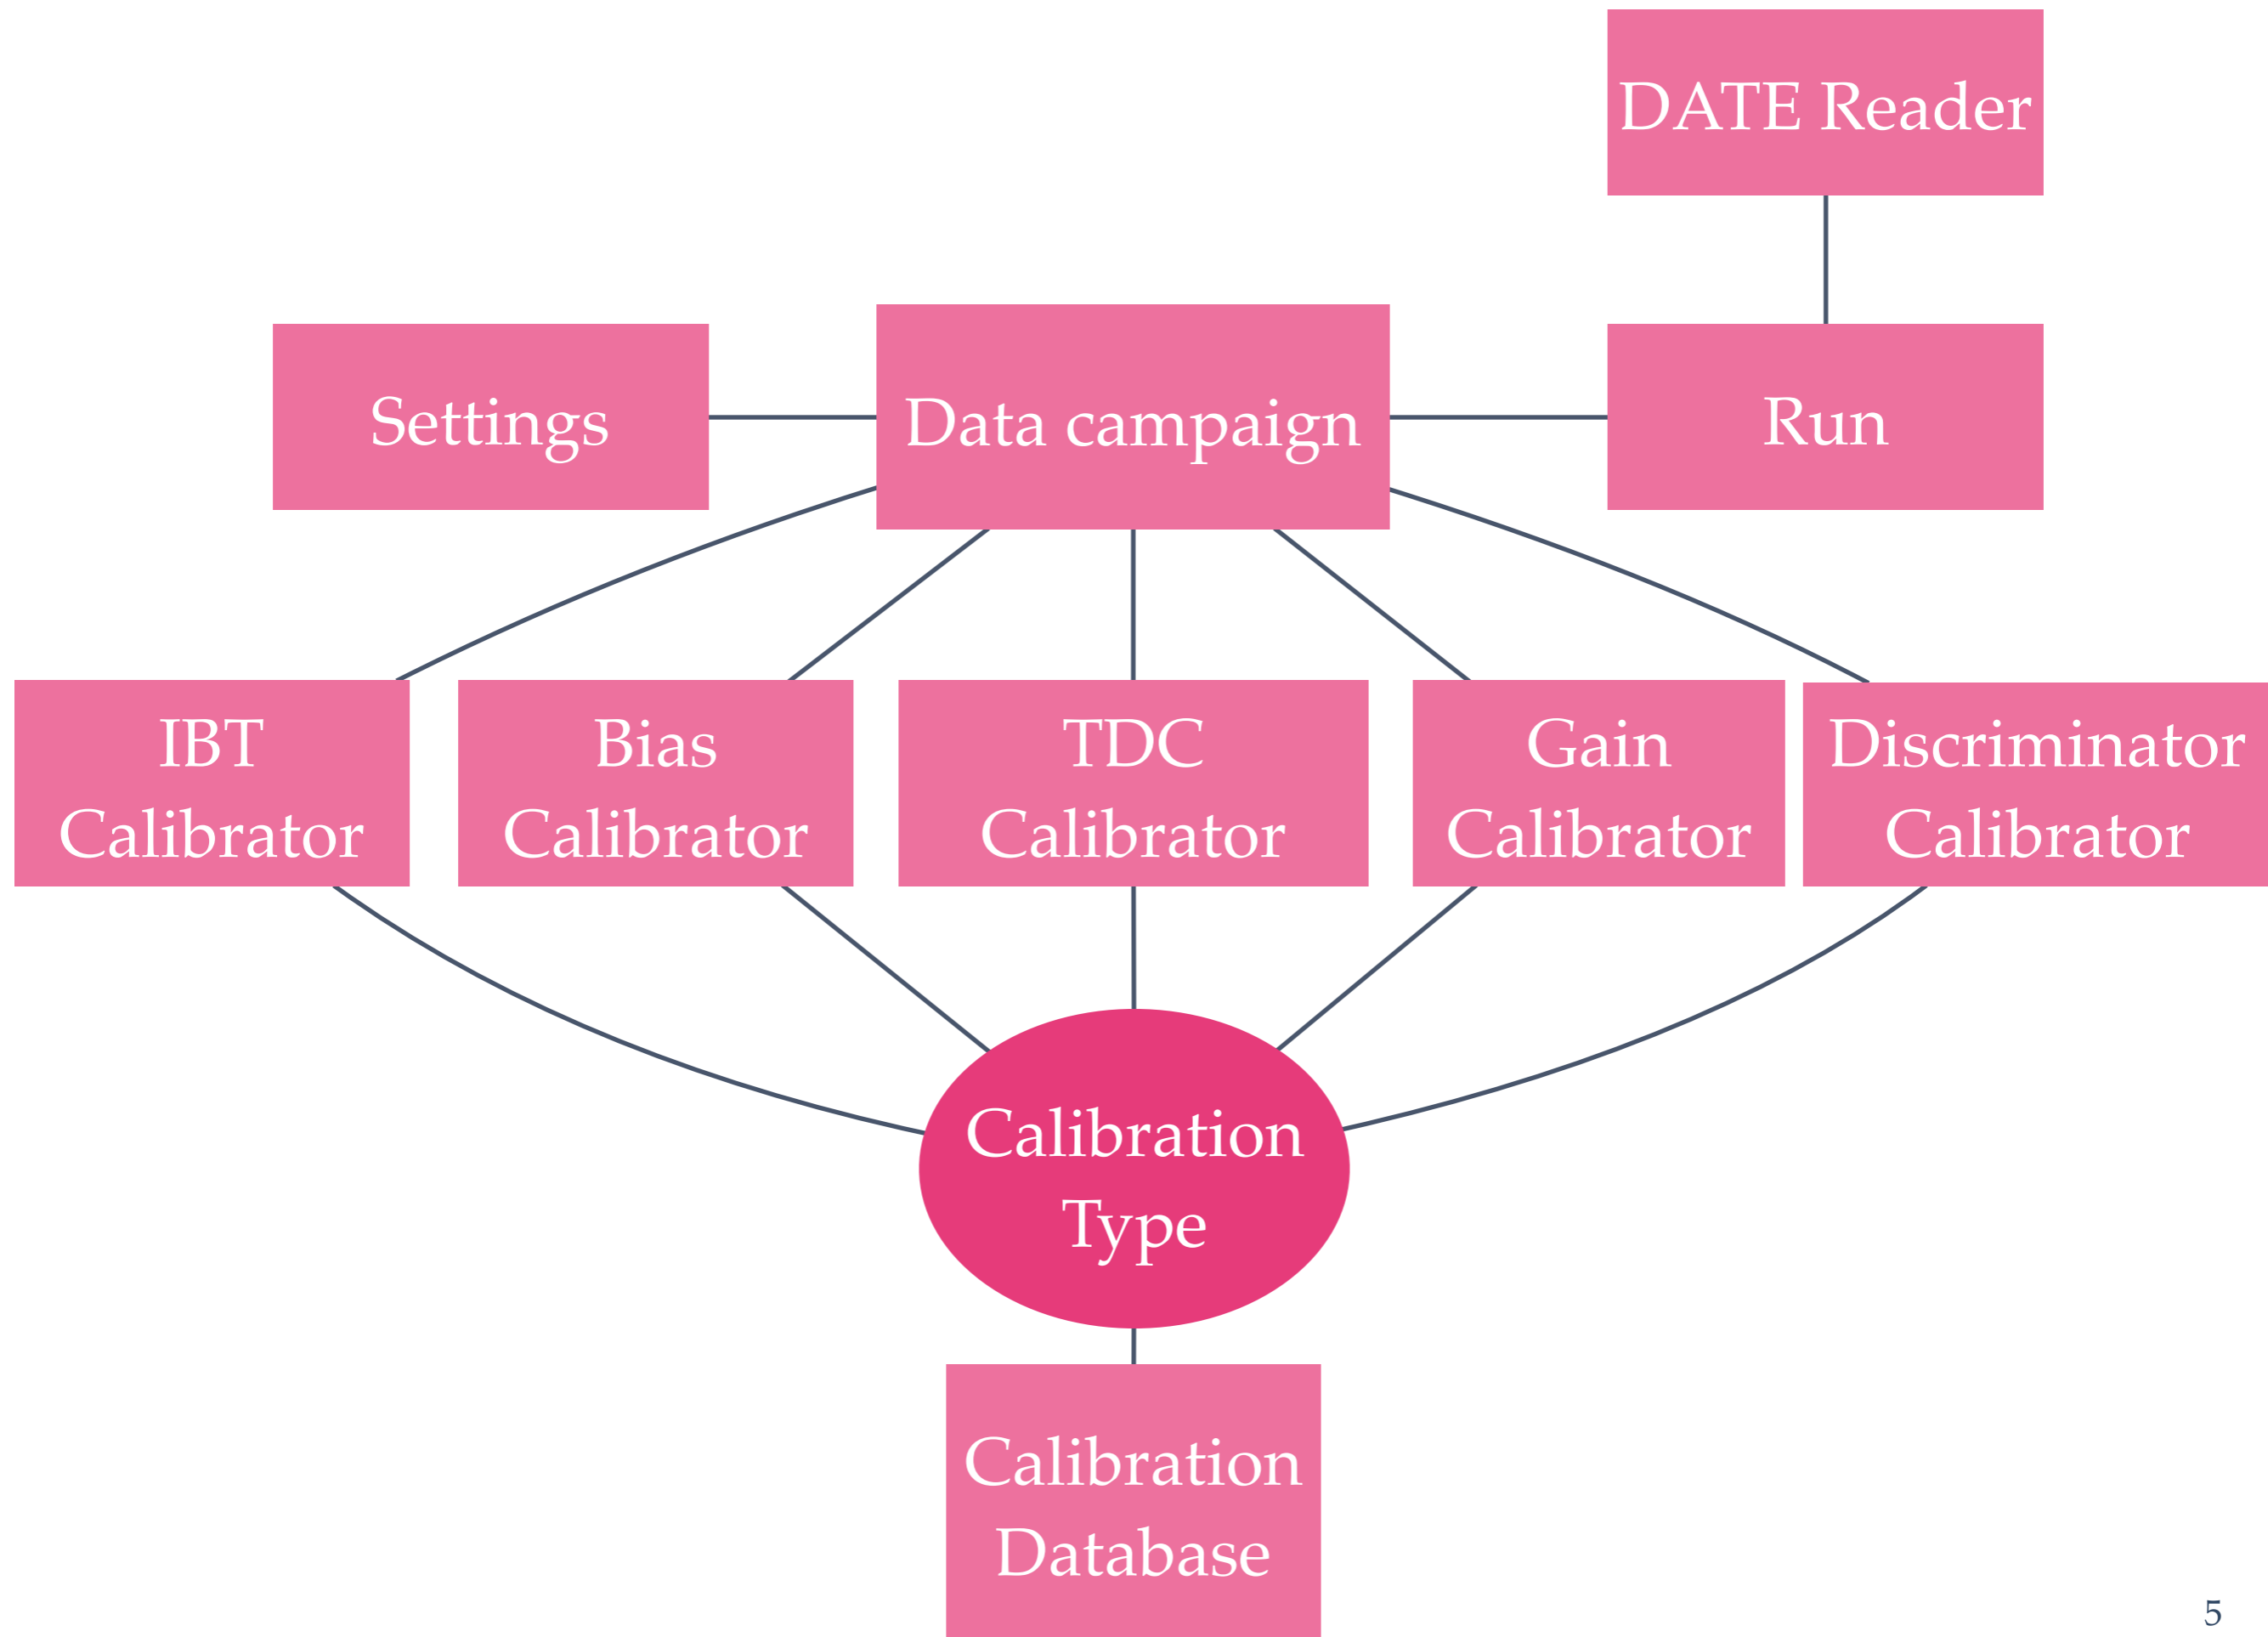 DATE Reader
Settings
Data campaign
Run
IBT
Calibrator
Bias
Calibrator
TDC
Calibrator
Gain
Calibrator
Discriminator
Calibrator
Calibration
Type
Calibration
Database
5